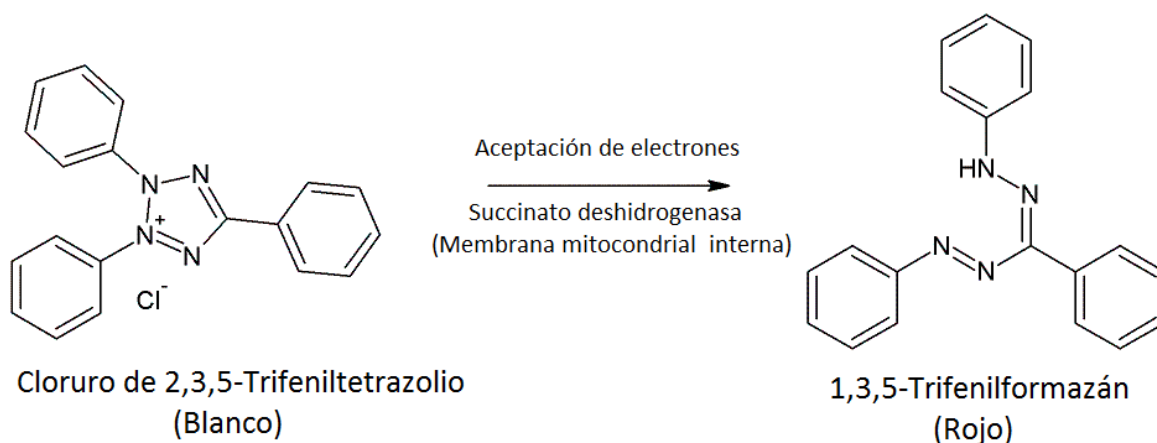 Aceptación de electrones
Succinato deshidrogenasa
(Membrana mitocondrial interna)
N
N
N
+
N
Cl-
HN
N
N
N
Cloruro de 2,3,5-Trifeniltetrazolio
(Blanco)
1,3,5-Trifenilformazán
(Rojo)